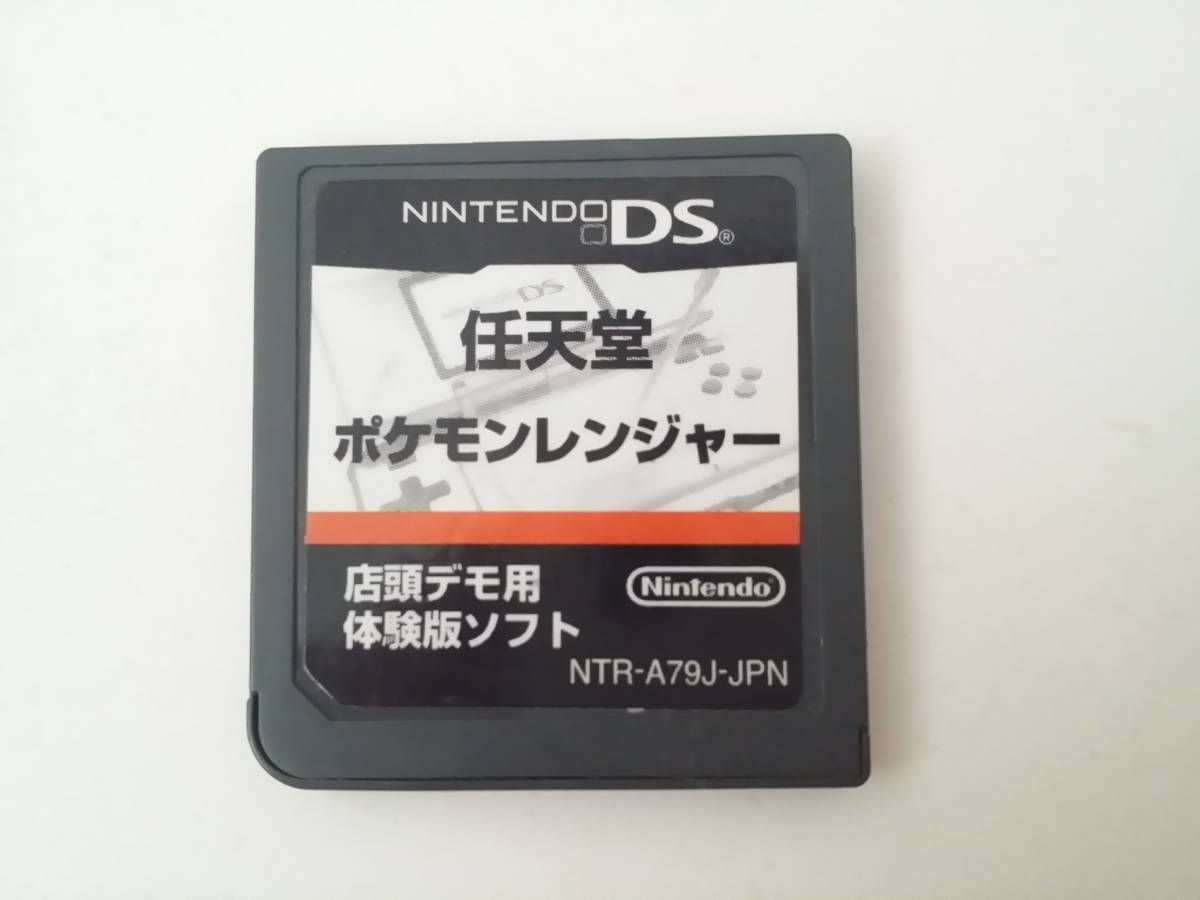 NINTENDO DS®
DS
任天堂
ポケモンレンジャー
店頭デモ用
体験版ソフト
Nintendo®
NTR-A79J-JPN